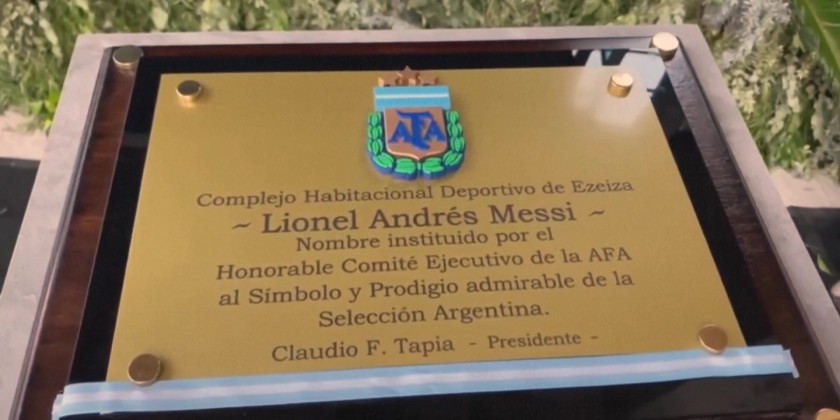 AFA
Complejo Habitacional Deportivo de Ezeiza
~ Lionel Andrés Messi ~
Nombre instituido por el
Honorable Comité Ejecutivo de la AFA
al Símbolo y Prodigio admirable de la
Selección Argentina.
Claudio F. Tapia - Presidente -